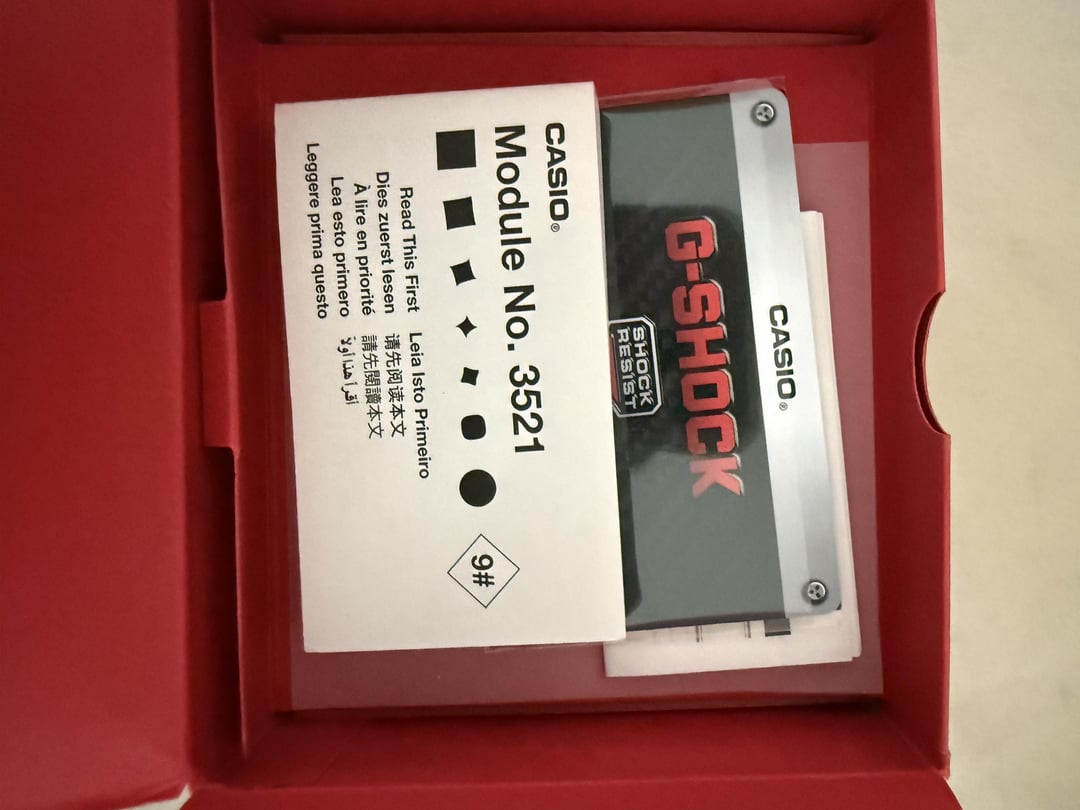 CASIO®
G-SHOCK
SHOCK
RESIST
CASIO®
Module No. 3521
9#
Read This First
Dies zuerst lesen
À lire en priorité
Lea esto primero
Leggere prima questo
Leia Isto Primeiro
请先阅读本文
請先閱讀本文
أقرأ هذا أولاً